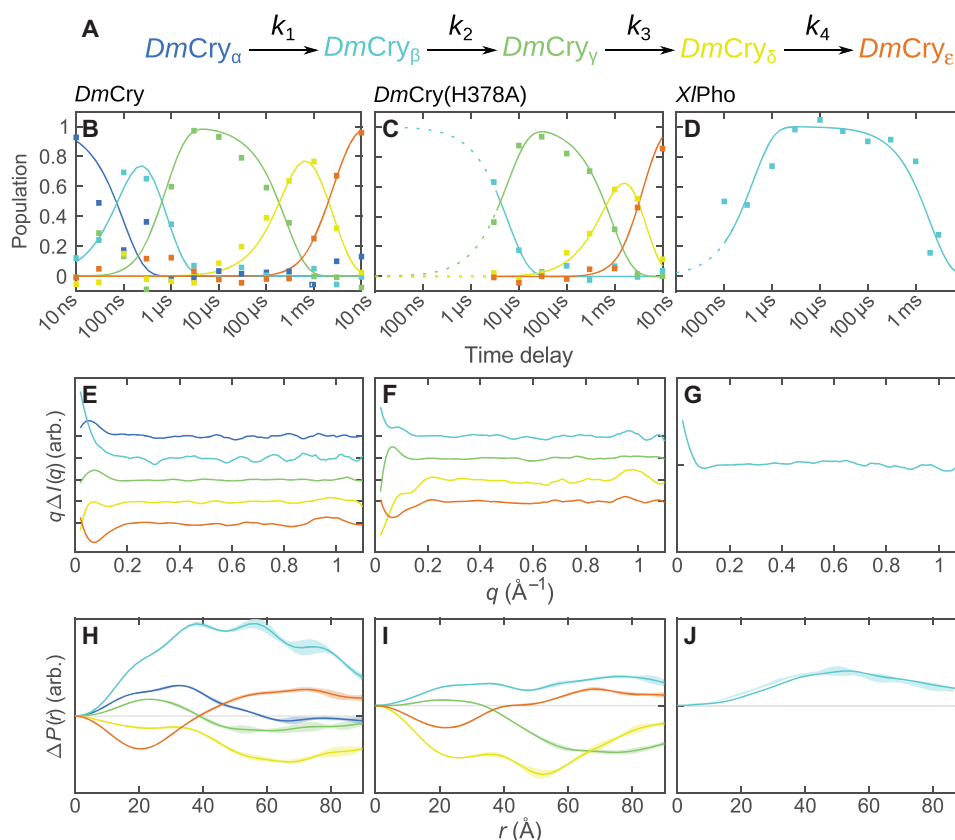 A
k1 k2 k3 k4
DmCryα DmCryβ DmCryγ DmCryδ DmCryε
DmCry DmCry(H378A) XlPho
B C D
Population
1
0.8
0.6
0.4
0.2
0
10 ns 100 ns 1 µs 10 µs 100 µs 1 ms 10 ns 100 ns 1 µs 10 µs 100 µs 1 ms 10 ns 100 ns 1 µs 10 µs 100 µs 1 ms
Time delay
E F G
qΔI(q) (arb.)
0 0.2 0.4 0.6 0.8 1 0 0.2 0.4 0.6 0.8 1 0 0.2 0.4 0.6 0.8 1
q (Å⁻¹)
H I J
ΔP(r) (arb.)
0 20 40 60 80 0 20 40 60 80 0 20 40 60 80
r (Å)